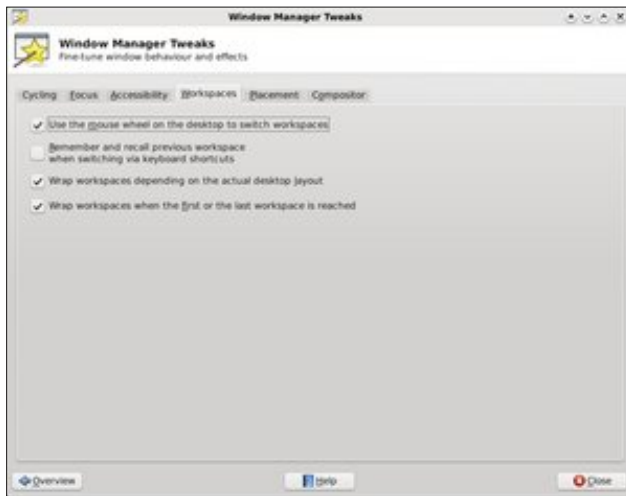 Window Manager Tweaks
Window Manager Tweaks
Fine-tune window behaviour and effects
Cycling Focus Accessibility Workspaces Placement Compositor
Use the mouse wheel on the desktop to switch workspaces
Remember and recall previous workspace
when switching via keyboard shortcuts
Wrap workspaces depending on the actual desktop layout
Wrap workspaces when the first or the last workspace is reached
Overview Help Close